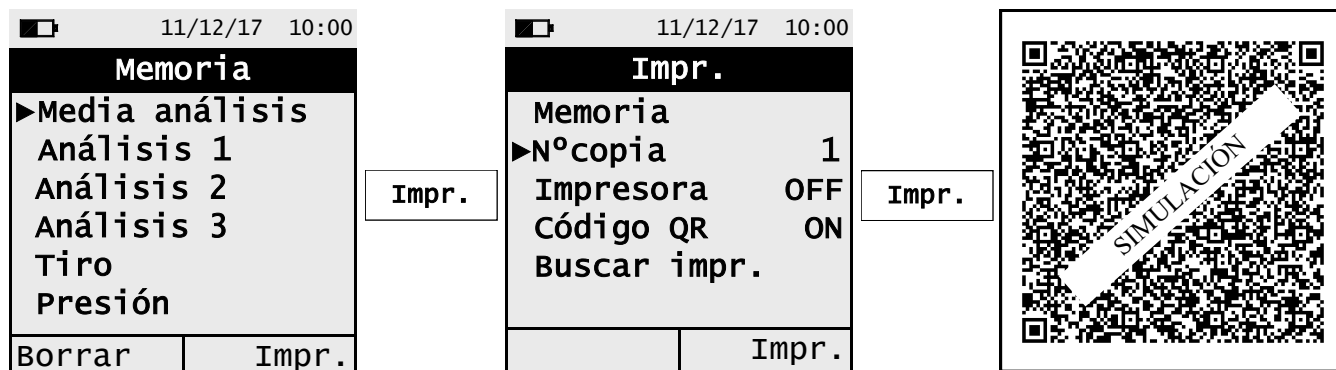 11/12/17 10:00
Memoria
►Media análisis
Análisis 1
Análisis 2
Análisis 3
Tiro
Presión
Borrar Impr.
Impr.
11/12/17 10:00
Impr.
Memoria
►Nºcopia 1
Impresora OFF
Código QR ON
Buscar impr.
Impr.
Impr.
SIMULACIÓN